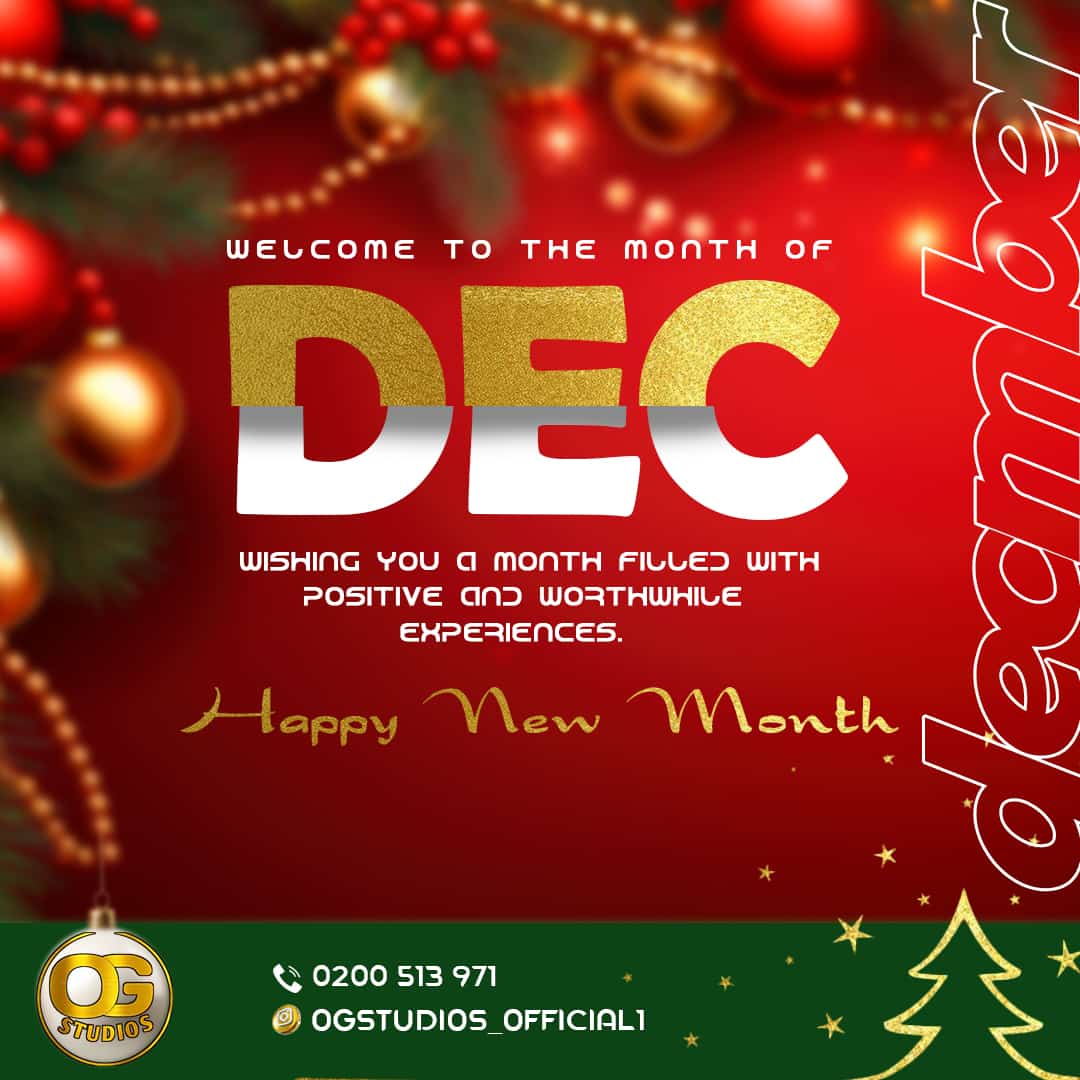 WELCOME TO THE MONTH OF
DEC
WISHING YOU A MONTH FILLED WITH
POSITIVE AND WORTHWHILE
EXPERIENCES.
Happy New Month
december
OG
STUDIOS
0200 513 971
OGSTUDIOS_OFFICIAL1